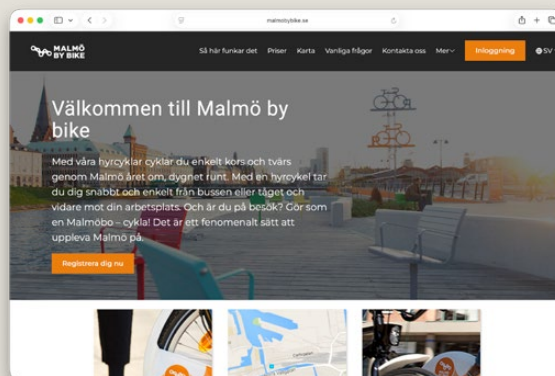 malmobybike.se
MALMÖ
BY BIKE
Så här funkar det Priser Karta Vanliga frågor Kontakta oss Mer Inloggning SV
Välkommen till Malmö by
bike
Med våra hyrcyklar cyklar du enkelt kors och tvärs
genom Malmö året om, dygnet runt. Med en hyrcykel tar
du dig snabbt och enkelt från bussen eller tåget och
vidare mot din arbetsplats. Och är du på besök? Gör som
en Malmöbo – cykla! Det är ett fenomenalt sätt att
uppleva Malmö på.
Registrera dig nu